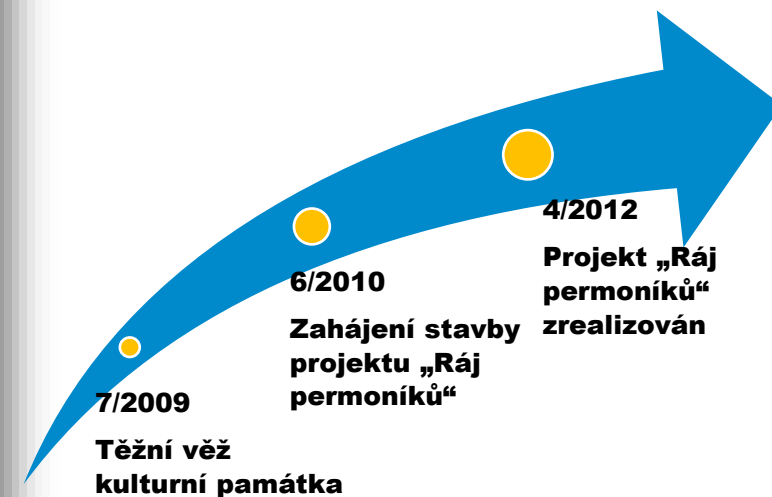 7/2009
Těžní věž
kulturní památka
6/2010
Zahájení stavby
projektu „Ráj
permoníků“
4/2012
Projekt „Ráj
permoníků“
zrealizován